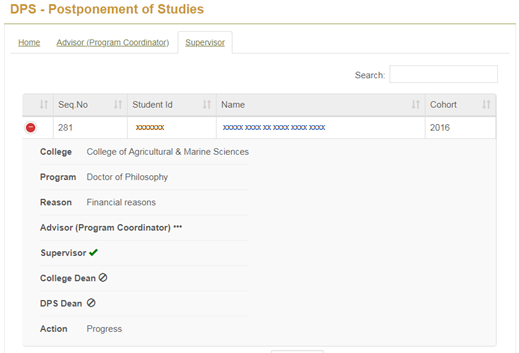 DPS - Postponement of Studies
Home Advisor (Program Coordinator) Supervisor
Search:
Seq.No Student Id Name Cohort
281 xxxxxxx xxxxx xxxx xx xxxx xxxx xxxx 2016
College College of Agricultural & Marine Sciences
Program Doctor of Philosophy
Reason Financial reasons
Advisor (Program Coordinator) •••
Supervisor ✔
College Dean
DPS Dean
Action Progress